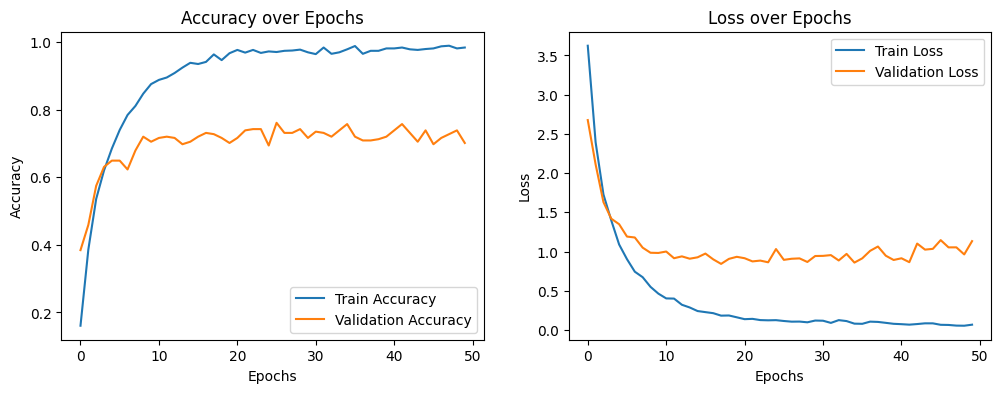 Accuracy over Epochs
1.0
0.8
0.6
0.4
0.2
Accuracy
0 10 20 30 40 50
Epochs
Train Accuracy
Validation Accuracy
Loss over Epochs
3.5
3.0
2.5
2.0
1.5
1.0
0.5
0.0
Loss
0 10 20 30 40 50
Epochs
Train Loss
Validation Loss